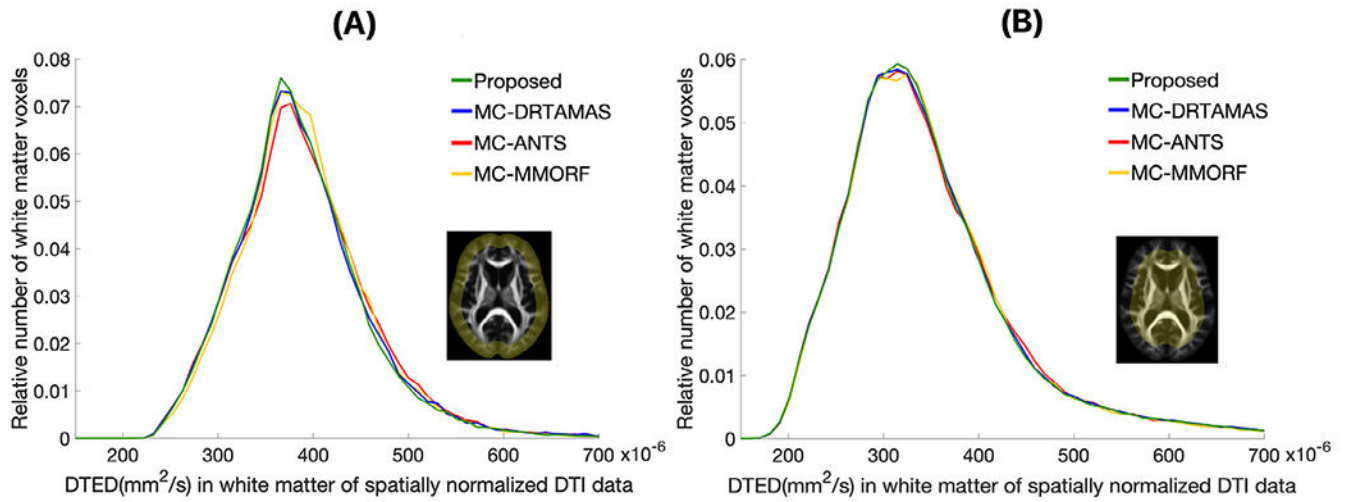 (A)
Relative number of white matter voxels
0.08
0.07
0.06
0.05
0.04
0.03
0.02
0.01
0
Proposed
MC-DRTAMAS
MC-ANTS
MC-MMORF
200 300 400 500 600 700 x10⁻⁶
DTED(mm²/s) in white matter of spatially normalized DTI data
(B)
Relative number of white matter voxels
0.06
0.05
0.04
0.03
0.02
0.01
0
Proposed
MC-DRTAMAS
MC-ANTS
MC-MMORF
200 300 400 500 600 700 x10⁻⁶
DTED(mm²/s) in white matter of spatially normalized DTI data